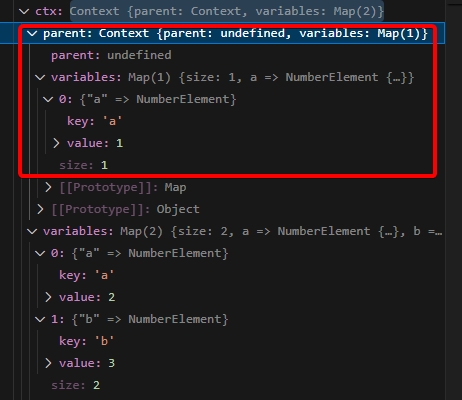 ctx: Context {parent: Context, variables: Map(2)}
parent: Context {parent: undefined, variables: Map(1)}
parent: undefined
variables: Map(1) {size: 1, a => NumberElement {…}}
0: {"a" => NumberElement}
key: 'a'
value: 1
size: 1
[[Prototype]]: Map
[[Prototype]]: Object
variables: Map(2) {size: 2, a => NumberElement {…}, b =…
0: {"a" => NumberElement}
key: 'a'
value: 2
1: {"b" => NumberElement}
key: 'b'
value: 3
size: 2